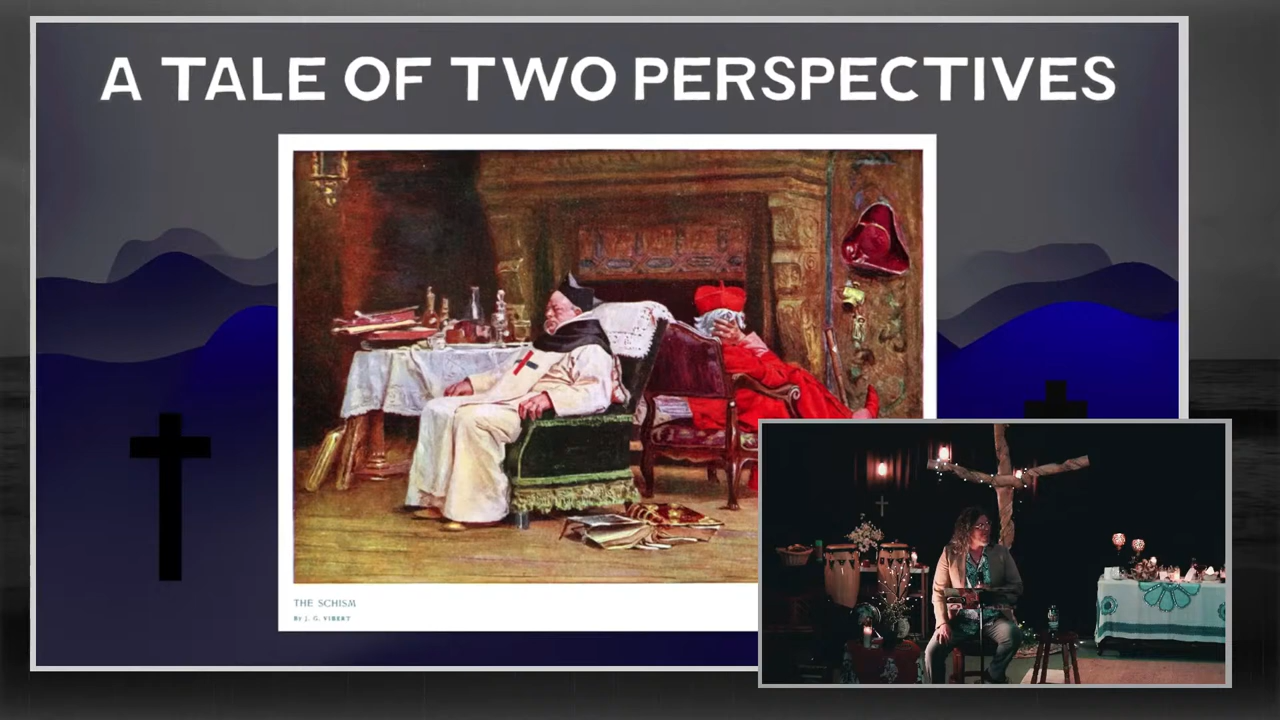 A TALE OF TWO PERSPECTIVES
THE SCHISM
BY J. G. VIBERT